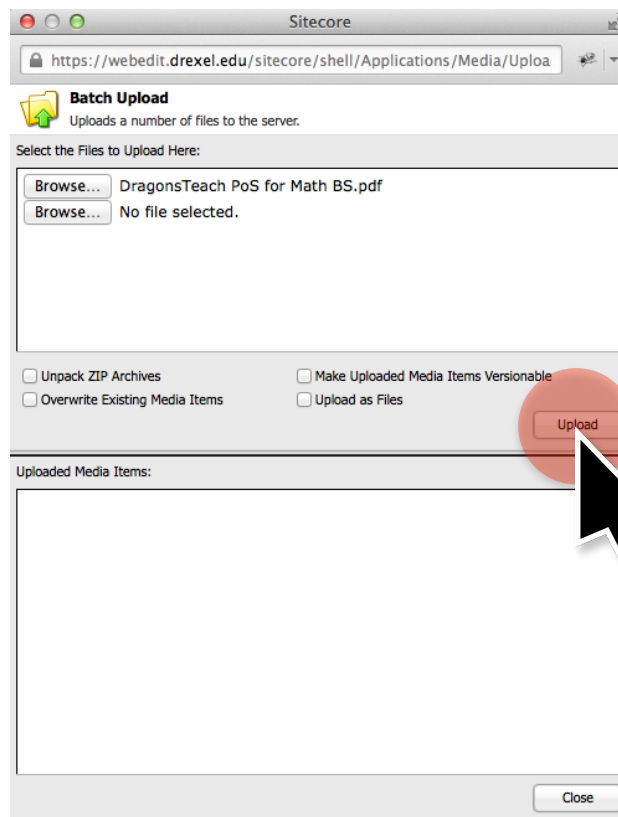 Sitecore
https://webedit.drexel.edu/sitecore/shell/Applications/Media/Uploa
Batch Upload
Uploads a number of files to the server.
Select the Files to Upload Here:
Browse... DragonsTeach PoS for Math BS.pdf
Browse... No file selected.
Unpack ZIP Archives Make Uploaded Media Items Versionable
Overwrite Existing Media Items Upload as Files
Upload
Uploaded Media Items:
Close